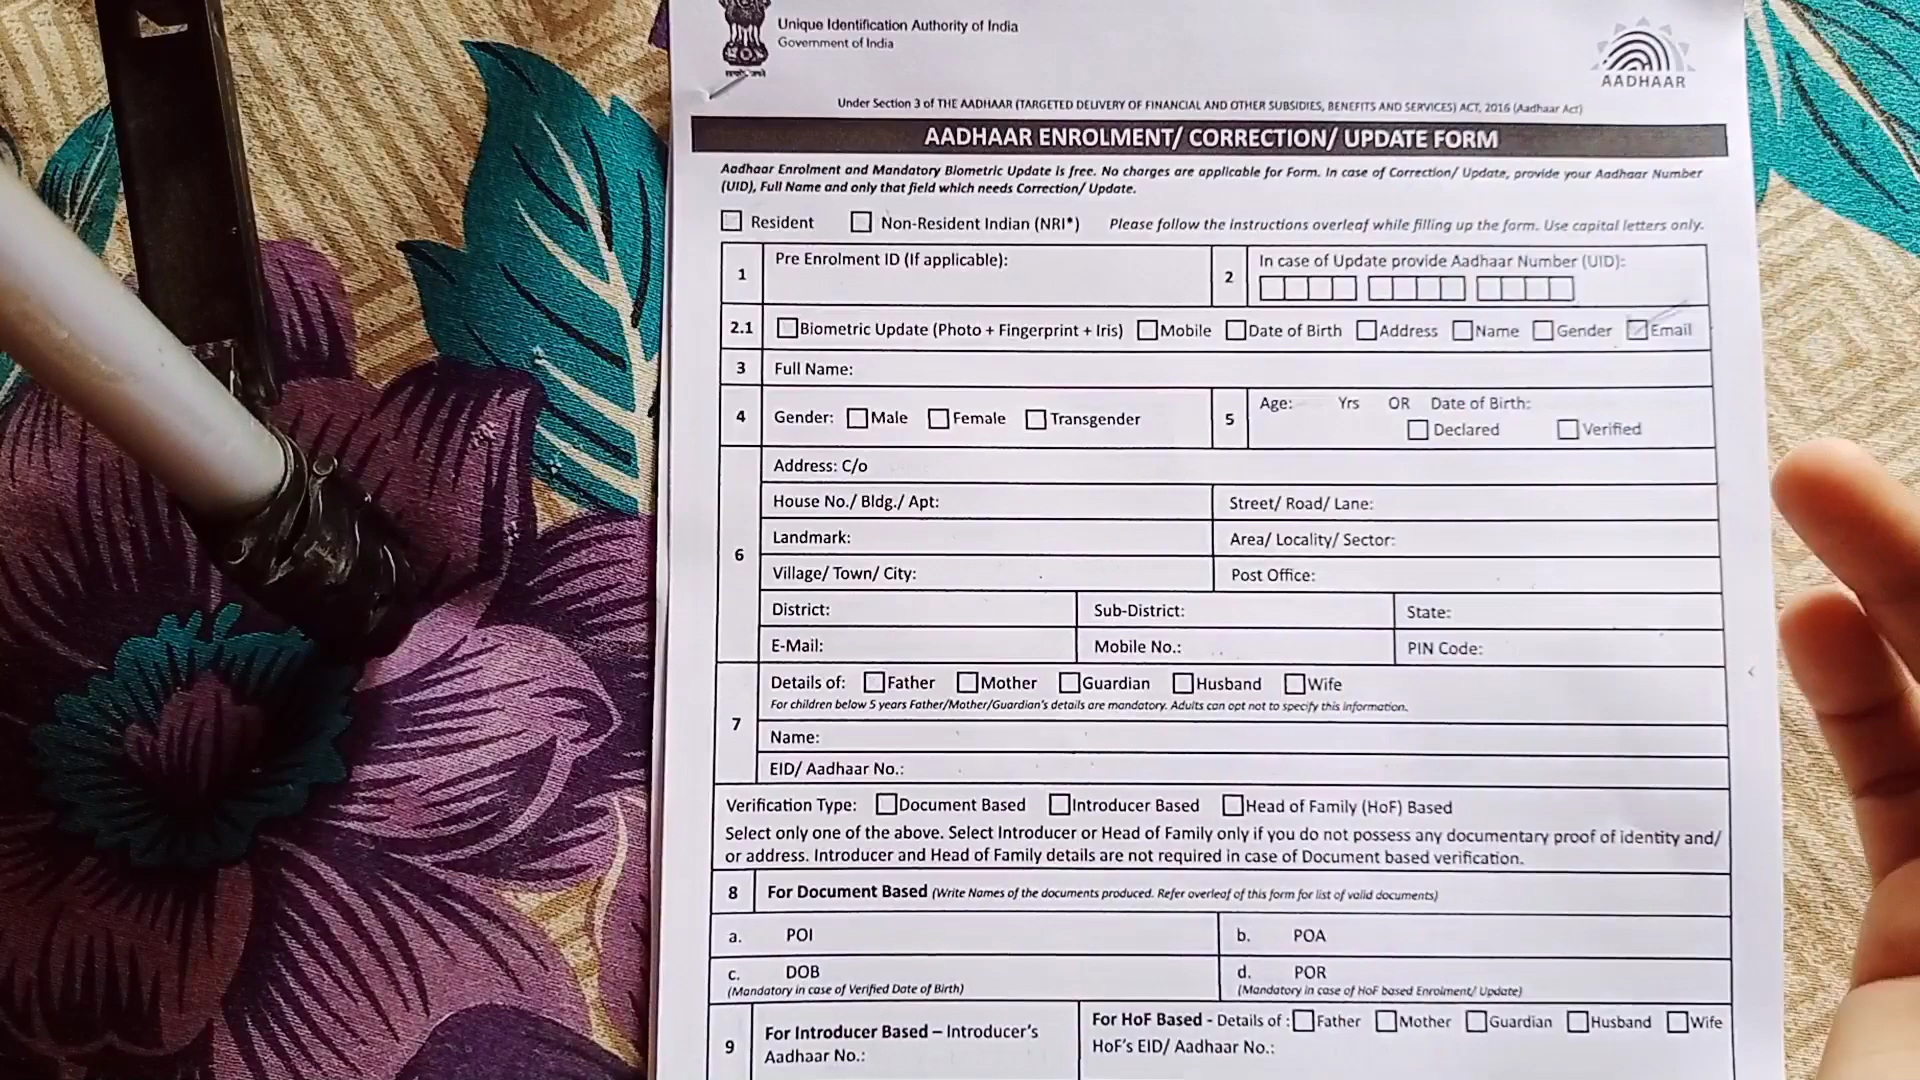 Unique Identification Authority of India
Government of India
AADHAAR
Under Section 3 of THE AADHAAR (TARGETED DELIVERY OF FINANCIAL AND OTHER SUBSIDIES, BENEFITS AND SERVICES) ACT, 2016 (Aadhaar Act)
AADHAAR ENROLMENT/ CORRECTION/ UPDATE FORM
Aadhaar Enrolment and Mandatory Biometric Update is free. No charges are applicable for Form. In case of Correction/ Update, provide your Aadhaar Number
(UID), Full Name and only that field which needs Correction/ Update.
Resident Non-Resident Indian (NRI*) Please follow the instructions overleaf while filling up the form. Use capital letters only.
1 Pre Enrolment ID (If applicable): 2 In case of Update provide Aadhaar Number (UID):
2.1 Biometric Update (Photo + Fingerprint + Iris) Mobile Date of Birth Address Name Gender Email
3 Full Name:
4 Gender: Male Female Transgender 5 Age: Yrs OR Date of Birth:
Declared Verified
6 Address: C/o
House No./ Bldg./ Apt: Street/ Road/ Lane:
Landmark: Area/ Locality/ Sector:
Village/ Town/ City: Post Office:
District: Sub-District: State:
E-Mail: Mobile No.: PIN Code:
7 Details of: Father Mother Guardian Husband Wife
For children below 5 years Father/Mother/Guardian's details are mandatory. Adults can opt not to specify this information.
Name:
EID/ Aadhaar No.:
Verification Type: Document Based Introducer Based Head of Family (HoF) Based
Select only one of the above. Select Introducer or Head of Family only if you do not possess any documentary proof of identity and/
or address. Introducer and Head of Family details are not required in case of Document based verification.
8 For Document Based (Write Names of the documents produced. Refer overleaf of this form for list of valid documents)
a. POI b. POA
c. DOB d. POR
(Mandatory in case of Verified Date of Birth) (Mandatory in case of HoF based Enrolment/ Update)
9 For Introducer Based – Introducer's For HoF Based - Details of : Father Mother Guardian Husband Wife
Aadhaar No.: HoF's EID/ Aadhaar No.: